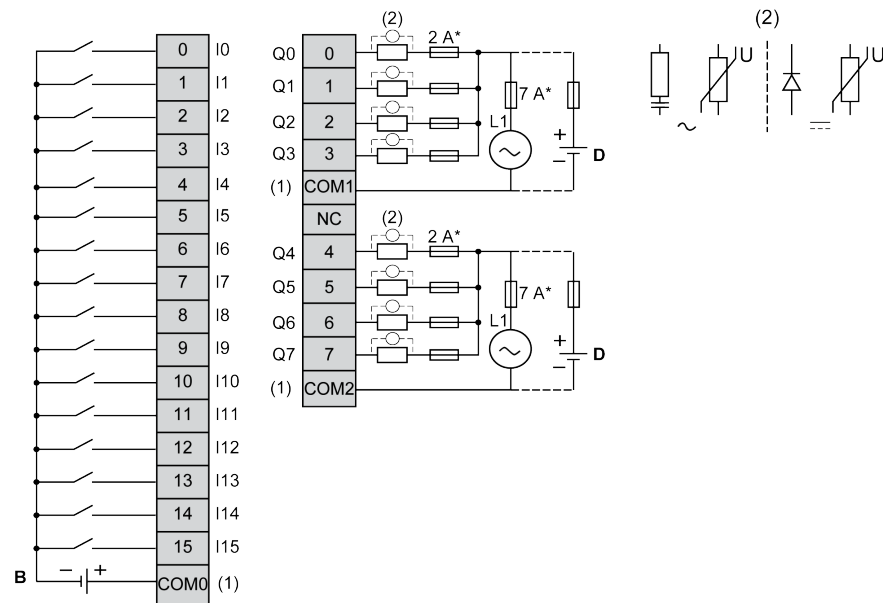 0 I0
1 I1
2 I2
3 I3
4 I4
5 I5
6 I6
7 I7
8 I8
9 I9
10 I10
11 I11
12 I12
13 I13
14 I14
15 I15
B − + COM0 (1)
(2)
Q0 0 2 A*
Q1 1
7 A*
Q2 2
L1
Q3 3
+
− D
(1) COM1
NC
(2)
Q4 4 2 A*
Q5 5
7 A*
Q6 6
L1
Q7 7
+
− D
(1) COM2
(2)
U U